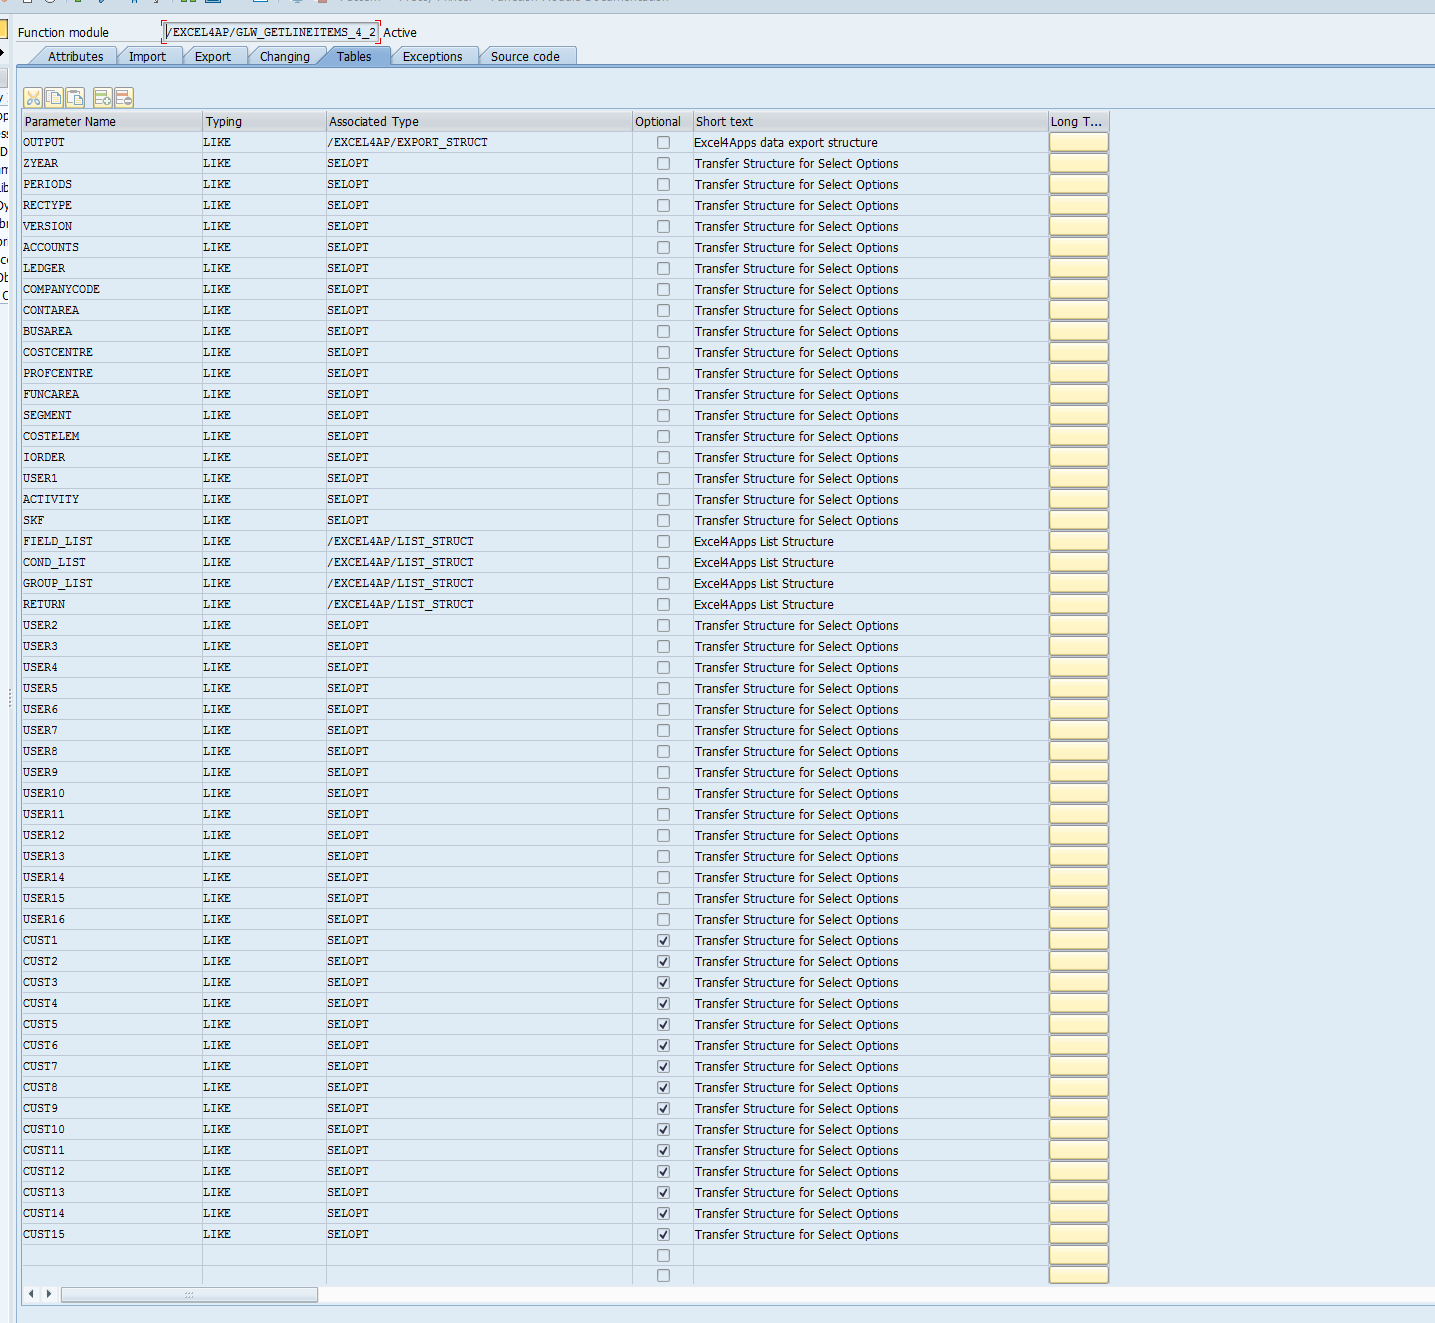 Function module /EXCEL4AP/GLW_GETLINEITEMS_4_2 Active
Attributes Import Export Changing Tables Exceptions Source code
Parameter Name Typing Associated Type Optional Short text Long T...
OUTPUT LIKE /EXCEL4AP/EXPORT_STRUCT Excel4Apps data export structure
ZYEAR LIKE SELOPT Transfer Structure for Select Options
PERIODS LIKE SELOPT Transfer Structure for Select Options
RECTYPE LIKE SELOPT Transfer Structure for Select Options
VERSION LIKE SELOPT Transfer Structure for Select Options
ACCOUNTS LIKE SELOPT Transfer Structure for Select Options
LEDGER LIKE SELOPT Transfer Structure for Select Options
COMPANYCODE LIKE SELOPT Transfer Structure for Select Options
CONTAREA LIKE SELOPT Transfer Structure for Select Options
BUSAREA LIKE SELOPT Transfer Structure for Select Options
COSTCENTRE LIKE SELOPT Transfer Structure for Select Options
PROFCENTRE LIKE SELOPT Transfer Structure for Select Options
FUNCAREA LIKE SELOPT Transfer Structure for Select Options
SEGMENT LIKE SELOPT Transfer Structure for Select Options
COSTELEM LIKE SELOPT Transfer Structure for Select Options
IORDER LIKE SELOPT Transfer Structure for Select Options
USER1 LIKE SELOPT Transfer Structure for Select Options
ACTIVITY LIKE SELOPT Transfer Structure for Select Options
SKF LIKE SELOPT Transfer Structure for Select Options
FIELD_LIST LIKE /EXCEL4AP/LIST_STRUCT Excel4Apps List Structure
COND_LIST LIKE /EXCEL4AP/LIST_STRUCT Excel4Apps List Structure
GROUP_LIST LIKE /EXCEL4AP/LIST_STRUCT Excel4Apps List Structure
RETURN LIKE /EXCEL4AP/LIST_STRUCT Excel4Apps List Structure
USER2 LIKE SELOPT Transfer Structure for Select Options
USER3 LIKE SELOPT Transfer Structure for Select Options
USER4 LIKE SELOPT Transfer Structure for Select Options
USER5 LIKE SELOPT Transfer Structure for Select Options
USER6 LIKE SELOPT Transfer Structure for Select Options
USER7 LIKE SELOPT Transfer Structure for Select Options
USER8 LIKE SELOPT Transfer Structure for Select Options
USER9 LIKE SELOPT Transfer Structure for Select Options
USER10 LIKE SELOPT Transfer Structure for Select Options
USER11 LIKE SELOPT Transfer Structure for Select Options
USER12 LIKE SELOPT Transfer Structure for Select Options
USER13 LIKE SELOPT Transfer Structure for Select Options
USER14 LIKE SELOPT Transfer Structure for Select Options
USER15 LIKE SELOPT Transfer Structure for Select Options
USER16 LIKE SELOPT Transfer Structure for Select Options
CUST1 LIKE SELOPT Transfer Structure for Select Options
CUST2 LIKE SELOPT Transfer Structure for Select Options
CUST3 LIKE SELOPT Transfer Structure for Select Options
CUST4 LIKE SELOPT Transfer Structure for Select Options
CUST5 LIKE SELOPT Transfer Structure for Select Options
CUST6 LIKE SELOPT Transfer Structure for Select Options
CUST7 LIKE SELOPT Transfer Structure for Select Options
CUST8 LIKE SELOPT Transfer Structure for Select Options
CUST9 LIKE SELOPT Transfer Structure for Select Options
CUST10 LIKE SELOPT Transfer Structure for Select Options
CUST11 LIKE SELOPT Transfer Structure for Select Options
CUST12 LIKE SELOPT Transfer Structure for Select Options
CUST13 LIKE SELOPT Transfer Structure for Select Options
CUST14 LIKE SELOPT Transfer Structure for Select Options
CUST15 LIKE SELOPT Transfer Structure for Select Options